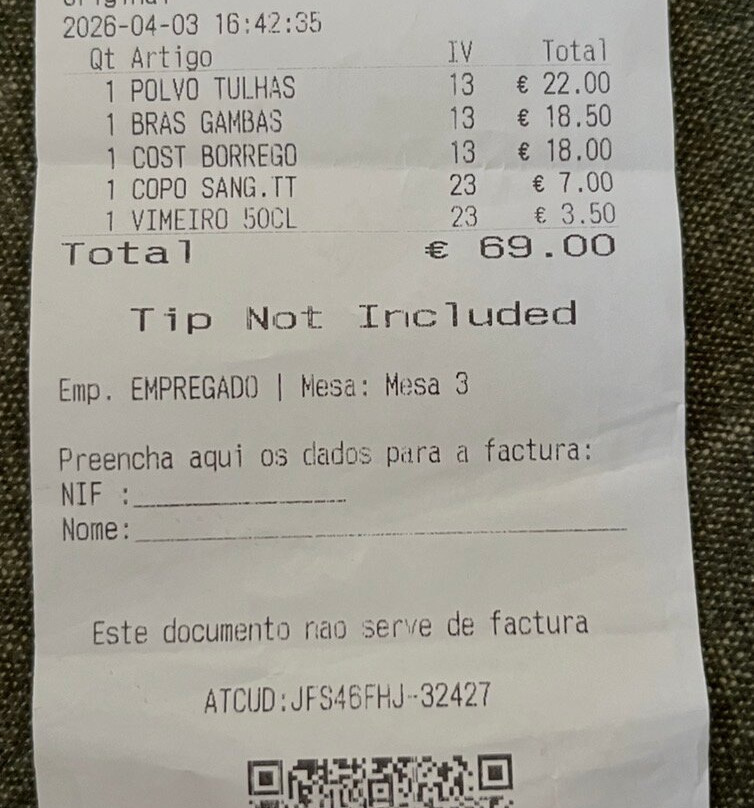 Original
2026-04-03 16:42:35
Qt Artigo IV Total
1 POLVO TULHAS 13 € 22.00
1 BRAS GAMBAS 13 € 18.50
1 COST BORREGO 13 € 18.00
1 COPO SANG.TT 23 € 7.00
1 VIMEIRO 50CL 23 € 3.50
Total € 69.00
Tip Not Included
Emp. EMPREGADO | Mesa: Mesa 3
Preencha aqui os dados para a factura:
NIF :
Nome:
Este documento nao serve de factura
ATCUD:JFS46FHJ-32427